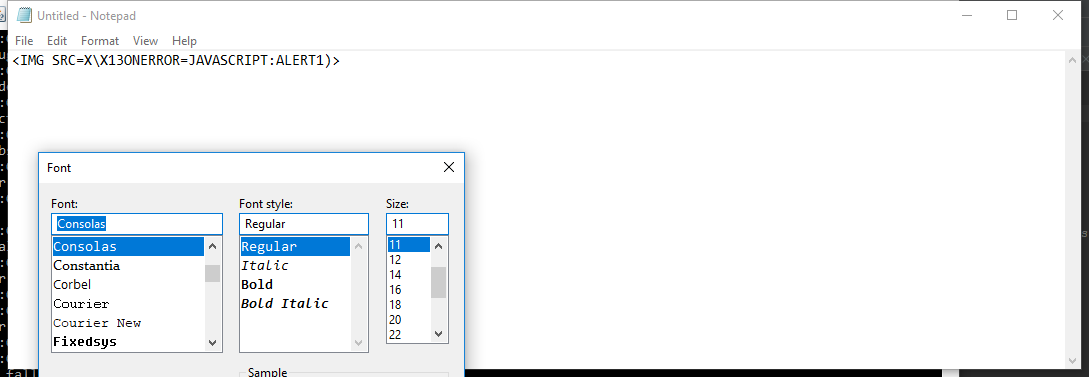 Untitled - Notepad
File Edit Format View Help
<IMG SRC=X\X13ONERROR=JAVASCRIPT:ALERT1)>
Font
Font: Font style: Size:
Consolas Regular 11
Consolas Regular 11
Constantia Italic 12
Corbel Bold 14
Courier Bold Italic 16
Courier New 18
Fixedsys 20
22
Sample